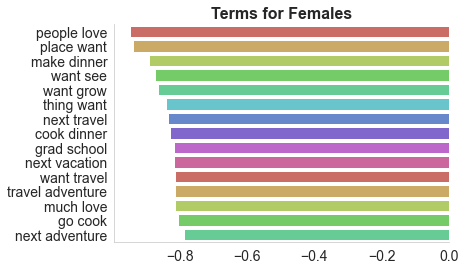 Terms for Females
people love
place want
make dinner
want see
want grow
thing want
next travel
cook dinner
grad school
next vacation
want travel
travel adventure
much love
go cook
next adventure
−0.8 −0.6 −0.4 −0.2 0.0